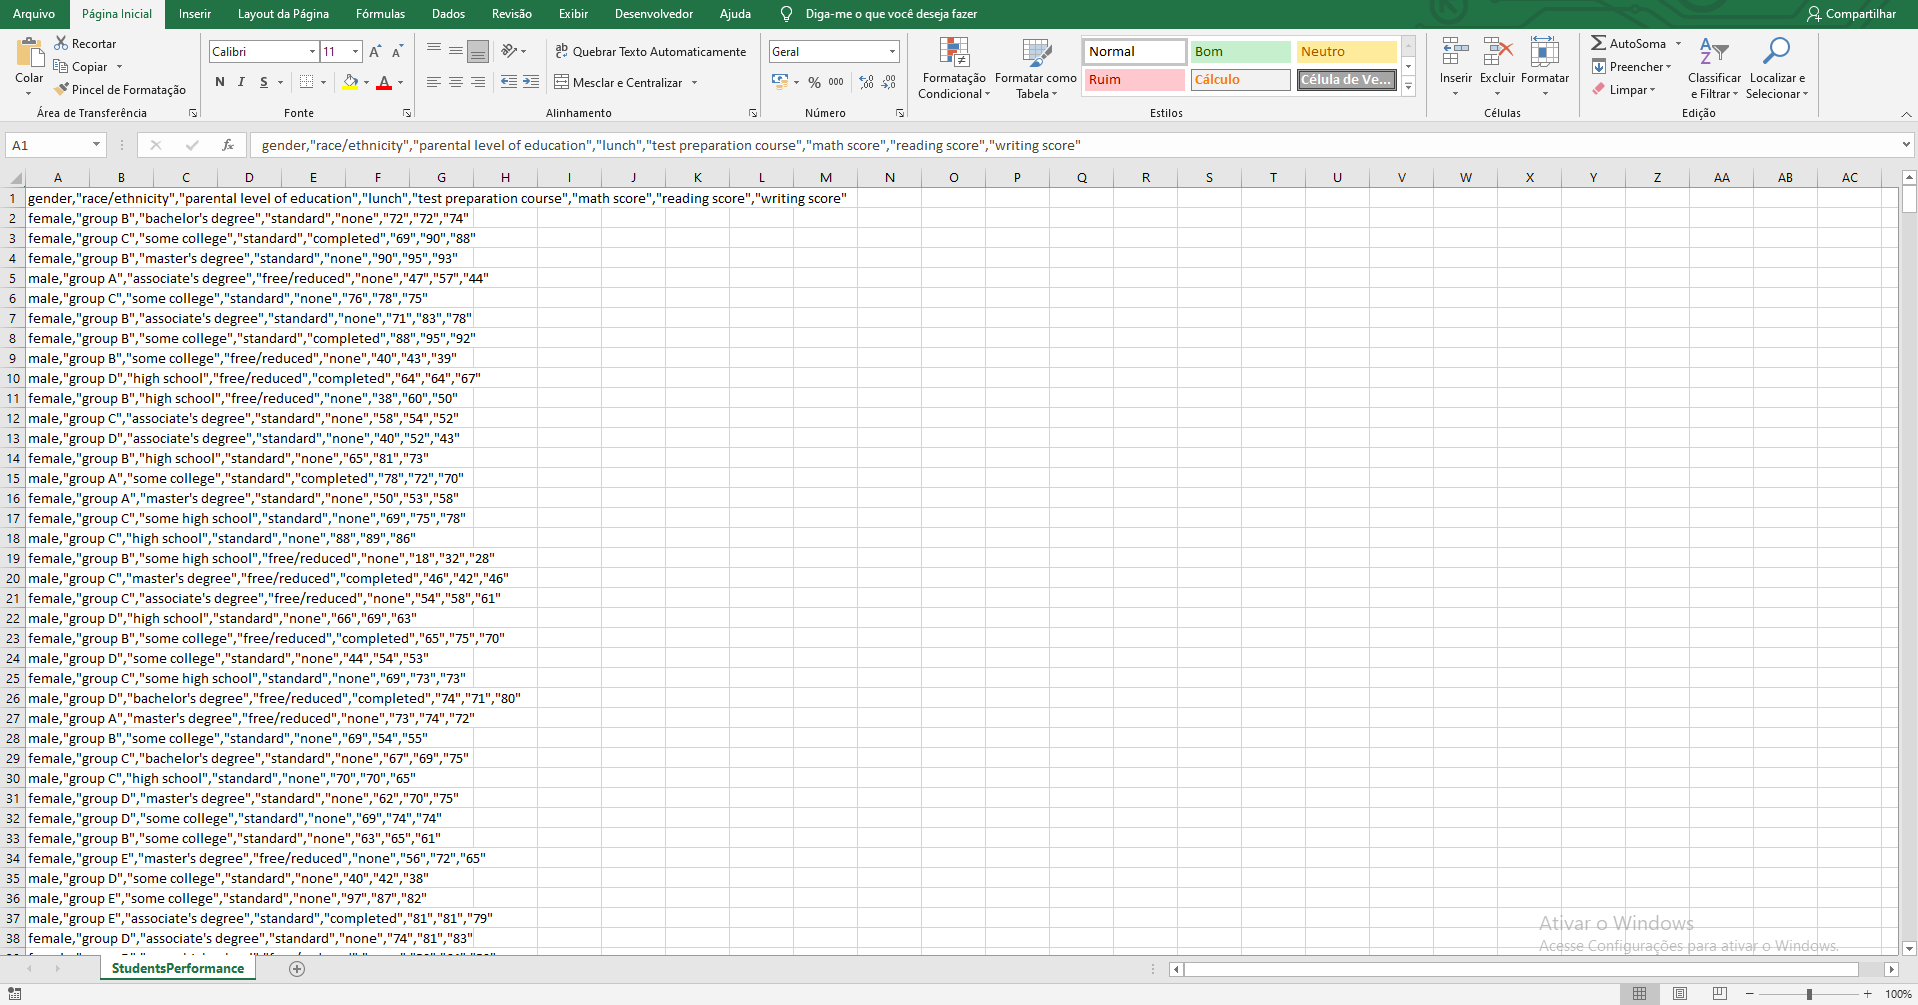 Arquivo Página Inicial Inserir Layout da Página Fórmulas Dados Revisão Exibir Desenvolvedor Ajuda Diga-me o que você deseja fazer Compartilhar
Colar
Recortar
Copiar
Pincel de Formatação
Área de Transferência
Calibri 11
N I S
Fonte
Quebrar Texto Automaticamente
Mesclar e Centralizar
Alinhamento
Geral
% 000
Número
Formatação Condicional
Formatar como Tabela
Normal Bom Neutro
Ruim Cálculo Célula de Ve...
Estilos
Inserir Excluir Formatar
Células
AutoSoma
Preencher
Limpar
Classificar e Filtrar
Localizar e Selecionar
Edição
A1 fx gender,"race/ethnicity","parental level of education","lunch","test preparation course","math score","reading score","writing score"
A B C D E F G H I J K L M N O P Q R S T U V W X Y Z AA AB AC
1 gender,"race/ethnicity","parental level of education","lunch","test preparation course","math score","reading score","writing score"
2 female,"group B","bachelor's degree","standard","none","72","72","74"
3 female,"group C","some college","standard","completed","69","90","88"
4 female,"group B","master's degree","standard","none","90","95","93"
5 male,"group A","associate's degree","free/reduced","none","47","57","44"
6 male,"group C","some college","standard","none","76","78","75"
7 female,"group B","associate's degree","standard","none","71","83","78"
8 female,"group B","some college","standard","completed","88","95","92"
9 male,"group B","some college","free/reduced","none","40","43","39"
10 male,"group D","high school","free/reduced","completed","64","64","67"
11 female,"group B","high school","free/reduced","none","38","60","50"
12 male,"group C","associate's degree","standard","none","58","54","52"
13 male,"group D","associate's degree","standard","none","40","52","43"
14 female,"group B","high school","standard","none","65","81","73"
15 male,"group A","some college","standard","completed","78","72","70"
16 female,"group A","master's degree","standard","none","50","53","58"
17 female,"group C","some high school","standard","none","69","75","78"
18 male,"group C","high school","standard","none","88","89","86"
19 female,"group B","some high school","free/reduced","none","18","32","28"
20 male,"group C","master's degree","free/reduced","completed","46","42","46"
21 female,"group C","associate's degree","free/reduced","none","54","58","61"
22 male,"group D","high school","standard","none","66","69","63"
23 female,"group B","some college","free/reduced","completed","65","75","70"
24 male,"group D","some college","standard","none","44","54","53"
25 female,"group C","some high school","standard","none","69","73","73"
26 male,"group D","bachelor's degree","free/reduced","completed","74","71","80"
27 male,"group A","master's degree","free/reduced","none","73","74","72"
28 male,"group B","some college","standard","none","69","54","55"
29 female,"group C","bachelor's degree","standard","none","67","69","75"
30 male,"group C","high school","standard","none","70","70","65"
31 female,"group D","master's degree","standard","none","62","70","75"
32 female,"group D","some college","standard","none","69","74","74"
33 female,"group B","some college","standard","none","63","65","61"
34 female,"group E","master's degree","free/reduced","none","56","72","65"
35 male,"group D","some college","standard","none","40","42","38"
36 male,"group E","some college","standard","none","97","87","82"
37 male,"group E","associate's degree","standard","completed","81","81","79"
38 female,"group D","associate's degree","standard","none","74","81","83"
Ativar o Windows
Acesse Configurações para ativar o Windows.
StudentsPerformance
100%